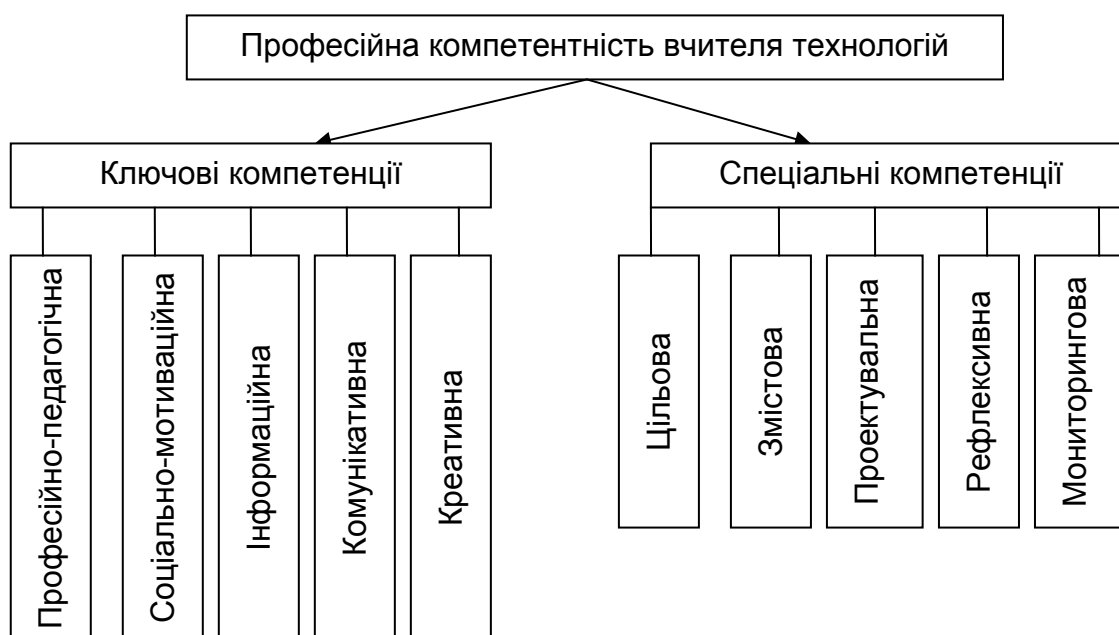 Професійна компетентність вчителя технологій
Ключові компетенції
Спеціальні компетенції
Професійно-педагогічна
Соціально-мотиваційна
Інформаційна
Комунікативна
Креативна
Цільова
Змістова
Проектувальна
Рефлексивна
Мониторингова